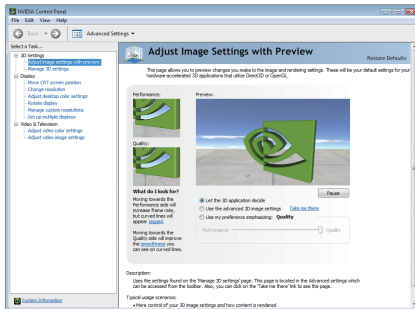 NVIDIA Control Panel
File Edit View Help
Back Advanced Settings
Select a Task...
3D Settings
Adjust image settings with preview
Manage 3D settings
Display
Move CRT screen position
Change resolution
Adjust desktop color settings
Rotate display
Manage custom resolutions
Set up multiple displays
Video & Television
Adjust video color settings
Adjust video image settings
System Information
Adjust Image Settings with Preview
Restore Defaults
This page allows you to preview changes you make to the image and rendering settings. These will be your default settings for your
hardware-accelerated 3D applications that utilize Direct3D or OpenGL.
Performance:
Quality:
What do I look for?
Moving towards the
Performance side will
increase frame rate,
but curved lines will
appear jagged.
Moving towards the
Quality side will improve
the smoothness you
can see on curved lines.
Preview:
Pause
Let the 3D application decide
Use the advanced 3D image settings Take me there
Use my preference emphasizing: Quality
Performance Quality
Description:
Uses the settings found on the 'Manage 3D settings' page. This page is located in the Advanced settings which
can be accessed from the toolbar. Also, you can click on the 'Take me there' link to see the page.
Typical usage scenarios:
• More control of your 3D image settings and how content is rendered